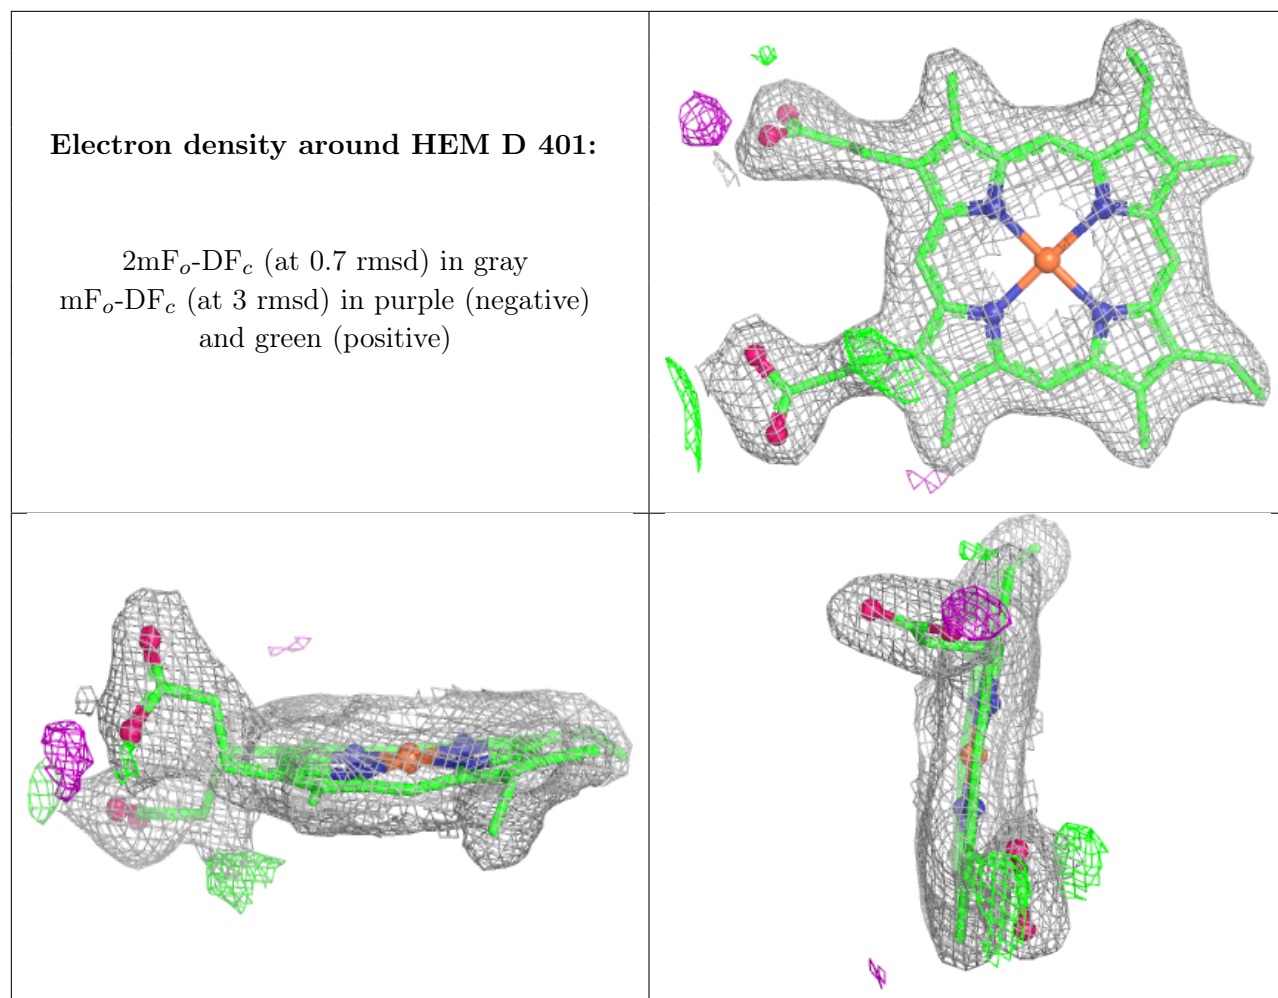 Electron density around HEM D 401:
2mFo-DFc (at 0.7 rmsd) in gray
mFo-DFc (at 3 rmsd) in purple (negative)
and green (positive)